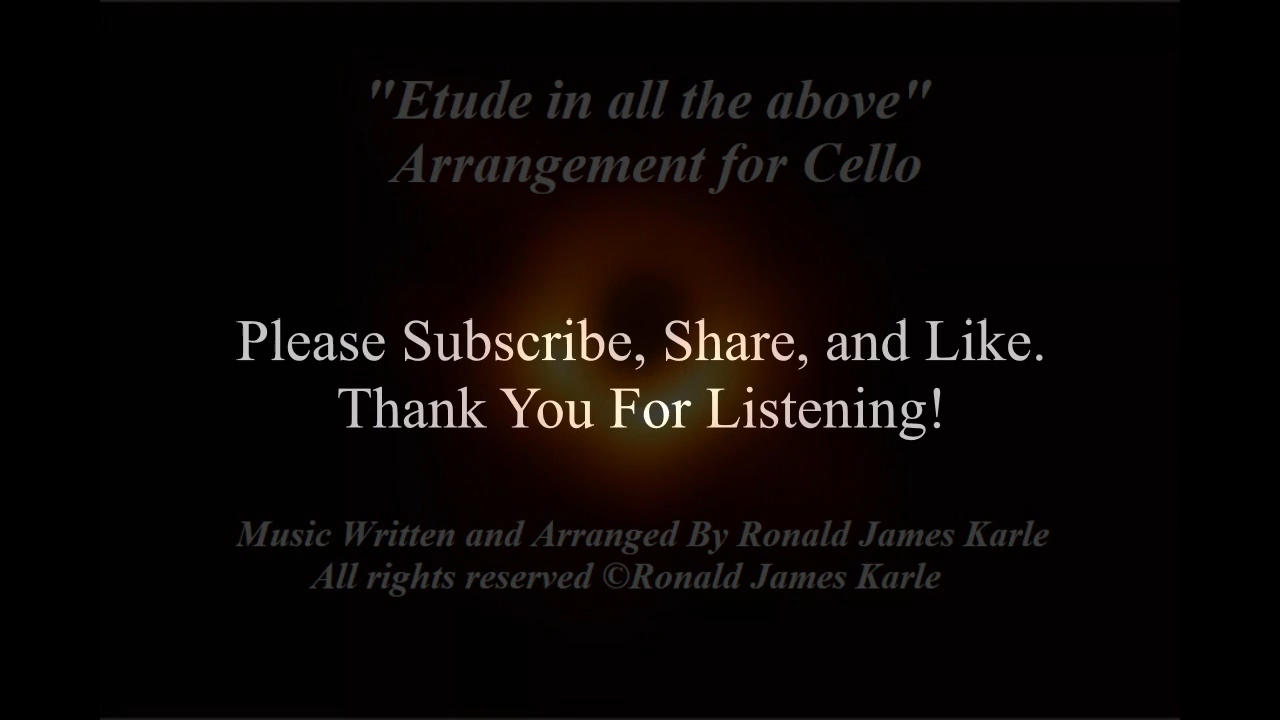 "Etude in all the above"
Arrangement for Cello
Please Subscribe, Share, and Like.
Thank You For Listening!
Music Written and Arranged By Ronald James Karle
All rights reserved ©Ronald James Karle